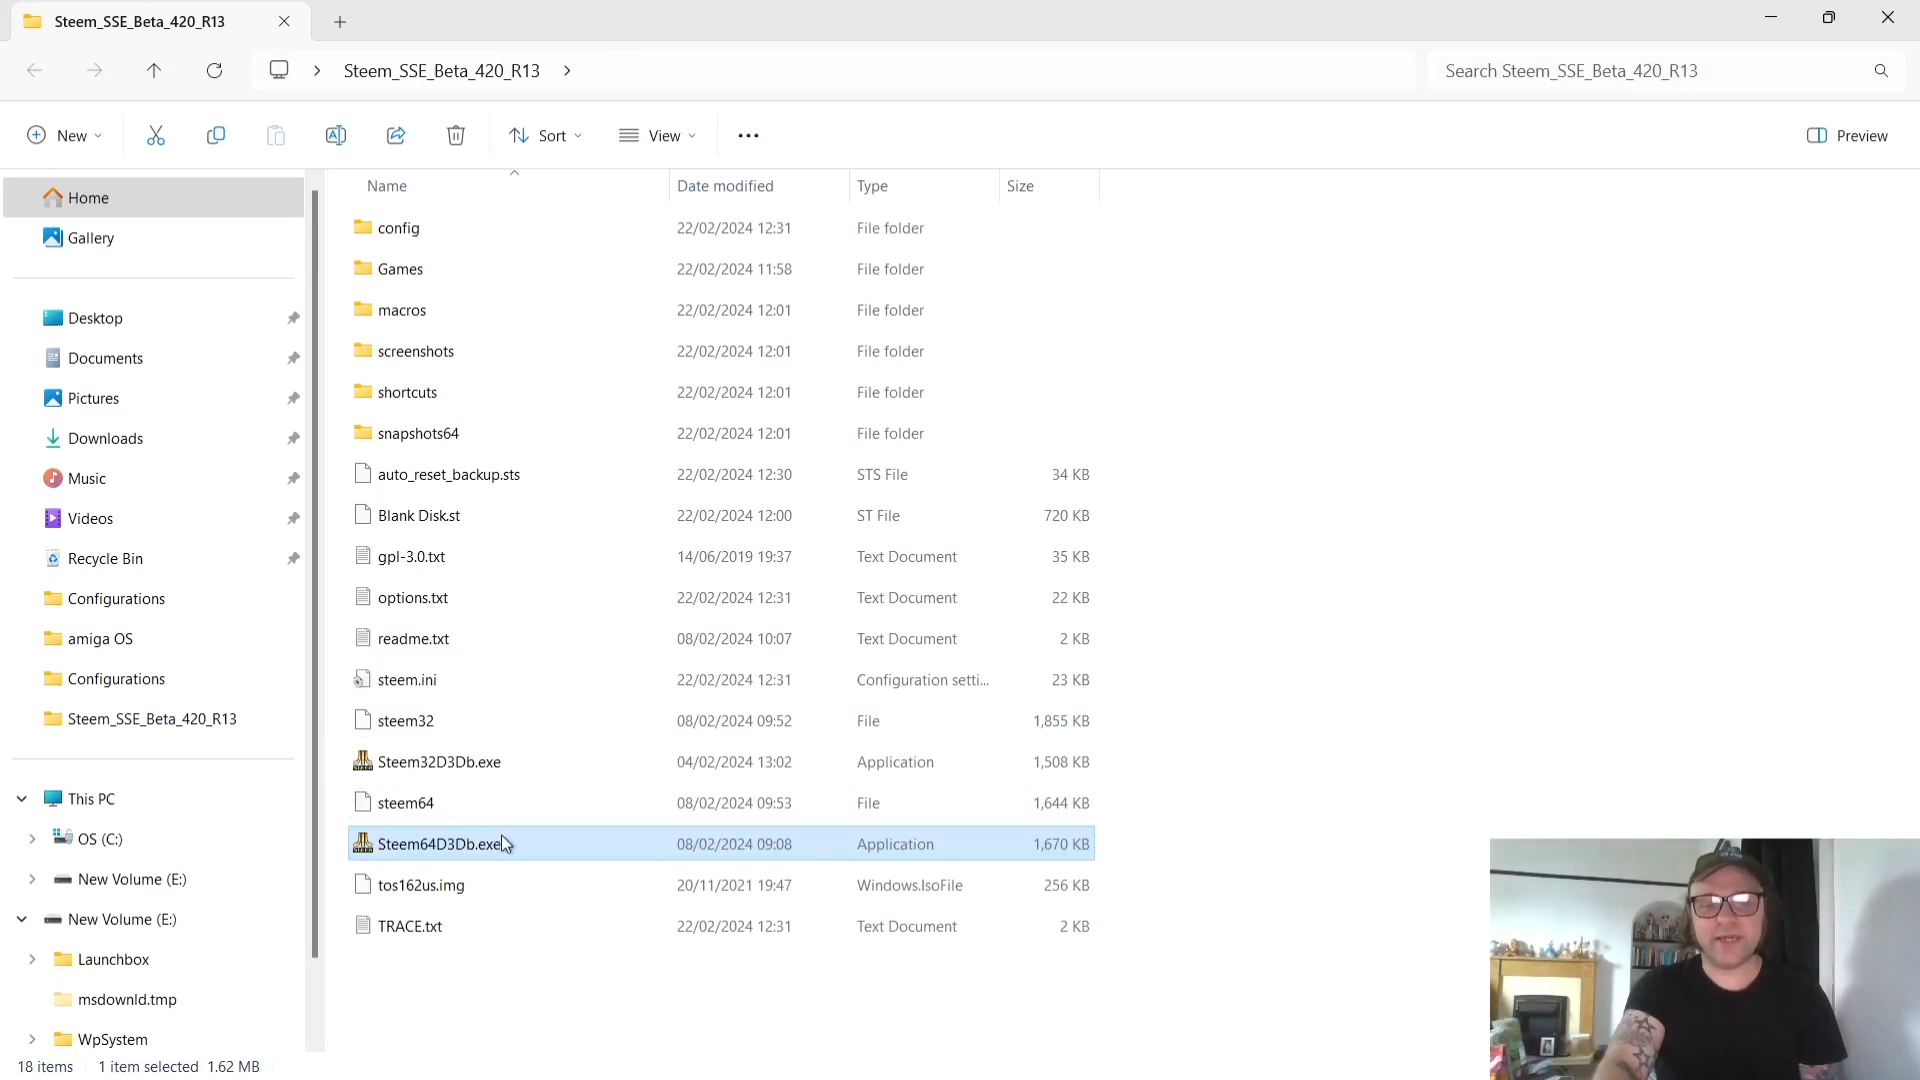 Steem_SSE_Beta_420_R13
Steem_SSE_Beta_420_R13
Search Steem_SSE_Beta_420_R13
New
Sort
View
Preview
Name
Date modified
Type
Size
Home
Gallery
Desktop
Documents
Pictures
Downloads
Music
Videos
Recycle Bin
Configurations
amiga OS
Configurations
Steem_SSE_Beta_420_R13
This PC
OS (C:)
New Volume (E:)
New Volume (E:)
Launchbox
msdownld.tmp
WpSystem
config 22/02/2024 12:31 File folder
Games 22/02/2024 11:58 File folder
macros 22/02/2024 12:01 File folder
screenshots 22/02/2024 12:01 File folder
shortcuts 22/02/2024 12:01 File folder
snapshots64 22/02/2024 12:01 File folder
auto_reset_backup.sts 22/02/2024 12:30 STS File 34 KB
Blank Disk.st 22/02/2024 12:00 ST File 720 KB
gpl-3.0.txt 14/06/2019 19:37 Text Document 35 KB
options.txt 22/02/2024 12:31 Text Document 22 KB
readme.txt 08/02/2024 10:07 Text Document 2 KB
steem.ini 22/02/2024 12:31 Configuration setti... 23 KB
steem32 08/02/2024 09:52 File 1,855 KB
Steem32D3Db.exe 04/02/2024 13:02 Application 1,508 KB
steem64 08/02/2024 09:53 File 1,644 KB
Steem64D3Db.exe 08/02/2024 09:08 Application 1,670 KB
tos162us.img 20/11/2021 19:47 Windows.IsoFile 256 KB
TRACE.txt 22/02/2024 12:31 Text Document 2 KB
18 items 1 item selected 1.62 MB